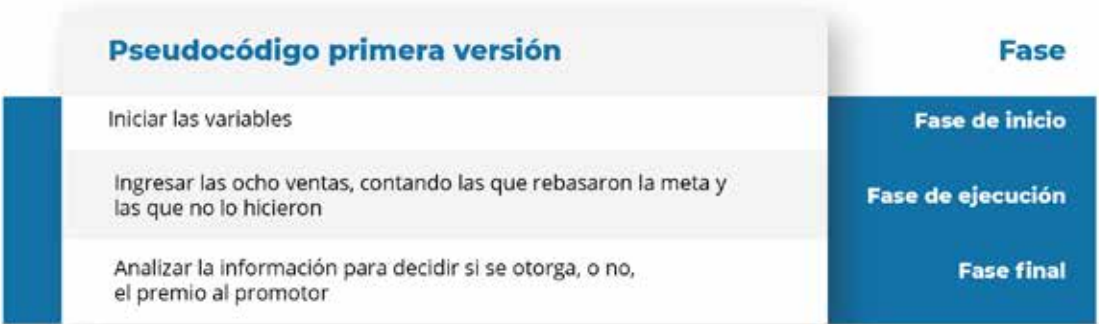 Pseudocódigo primera versión
Fase
Iniciar las variables
Fase de inicio
Ingresar las ocho ventas, contando las que rebasaron la meta y
las que no lo hicieron
Fase de ejecución
Analizar la información para decidir si se otorga, o no,
el premio al promotor
Fase final